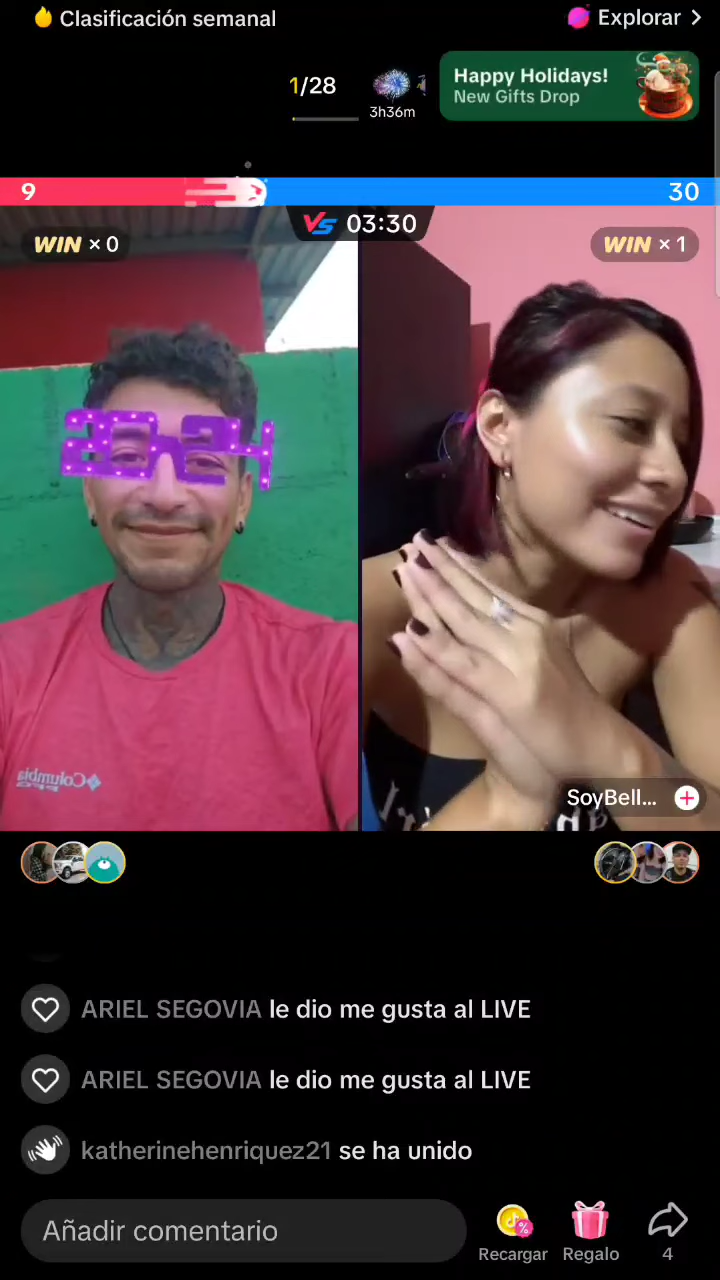 Clasificación semanal
Explorar
1/28
3h36m
Happy Holidays!
New Gifts Drop
9
30
VS 03:30
WIN × 0
WIN × 1
2024
Columbia
PFG
SoyBell...
ARIEL SEGOVIA le dio me gusta al LIVE
ARIEL SEGOVIA le dio me gusta al LIVE
katherinehenriquez21 se ha unido
Añadir comentario
Recargar
Regalo
4